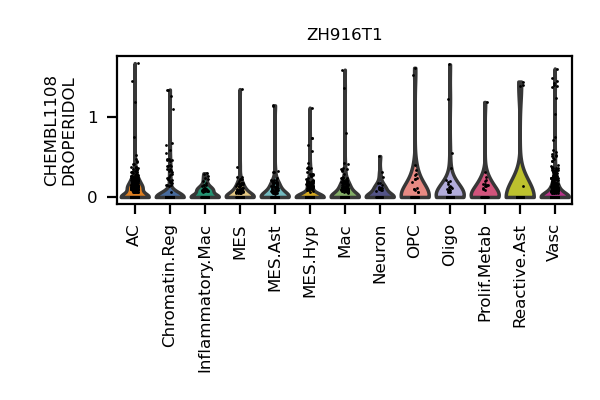 ZH916T1
CHEMBL1108
DROPERIDOL
1
0
AC
Chromatin.Reg
Inflammatory.Mac
MES
MES.Ast
MES.Hyp
Mac
Neuron
OPC
Oligo
Prolif.Metab
Reactive.Ast
Vasc